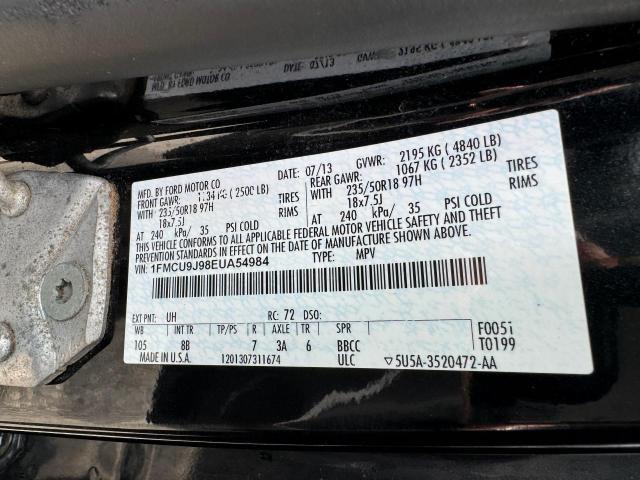 MFD. BY FORD MOTOR CO
DATE: 07/13 GVWR: 2195 KG ( 4840 LB)
FRONT GAWR: 1134 KG ( 2500 LB) REAR GAWR: 1067 KG ( 2352 LB)
WITH 235/50R18 97H TIRES WITH 235/50R18 97H TIRES
18x7.5J RIMS 18x7.5J RIMS
AT 240 kPa/ 35 PSI COLD AT 240 kPa/ 35 PSI COLD
THIS VEHICLE CONFORMS TO ALL APPLICABLE FEDERAL MOTOR VEHICLE SAFETY AND THEFT
PREVENTION STANDARDS IN EFFECT ON THE DATE OF MANUFACTURE SHOWN ABOVE.
VIN: 1FMCU9J98EUA54984 TYPE: MPV
EXT PNT: UH RC: 72 DSO:
WB INT TR TP/PS R AXLE TR SPR F0051
105 8B 7 3A 6 BBCC T0199
MADE IN U.S.A. 1201307311674 ULC ▽5U5A-3520472-AA